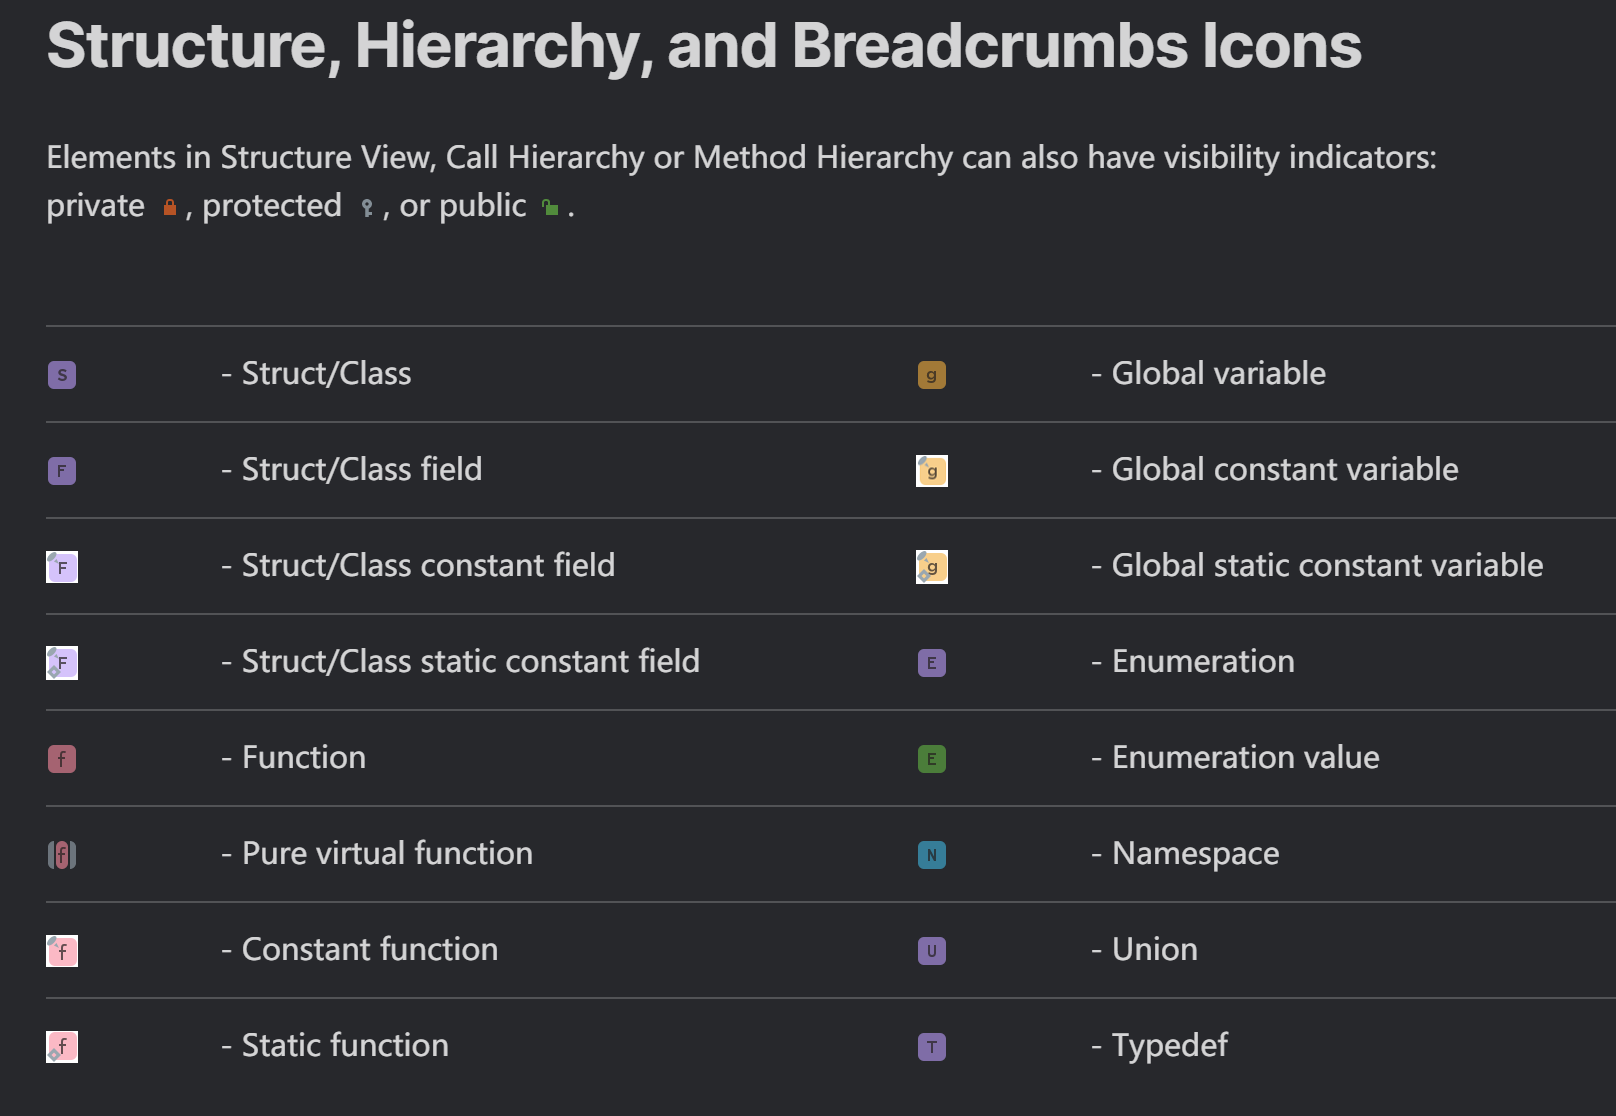 Structure, Hierarchy, and Breadcrumbs Icons
Elements in Structure View, Call Hierarchy or Method Hierarchy can also have visibility indicators:
private , protected , or public .
S - Struct/Class g - Global variable
F - Struct/Class field g - Global constant variable
F - Struct/Class constant field g - Global static constant variable
F - Struct/Class static constant field E - Enumeration
f - Function E - Enumeration value
f - Pure virtual function N - Namespace
f - Constant function U - Union
f - Static function T - Typedef